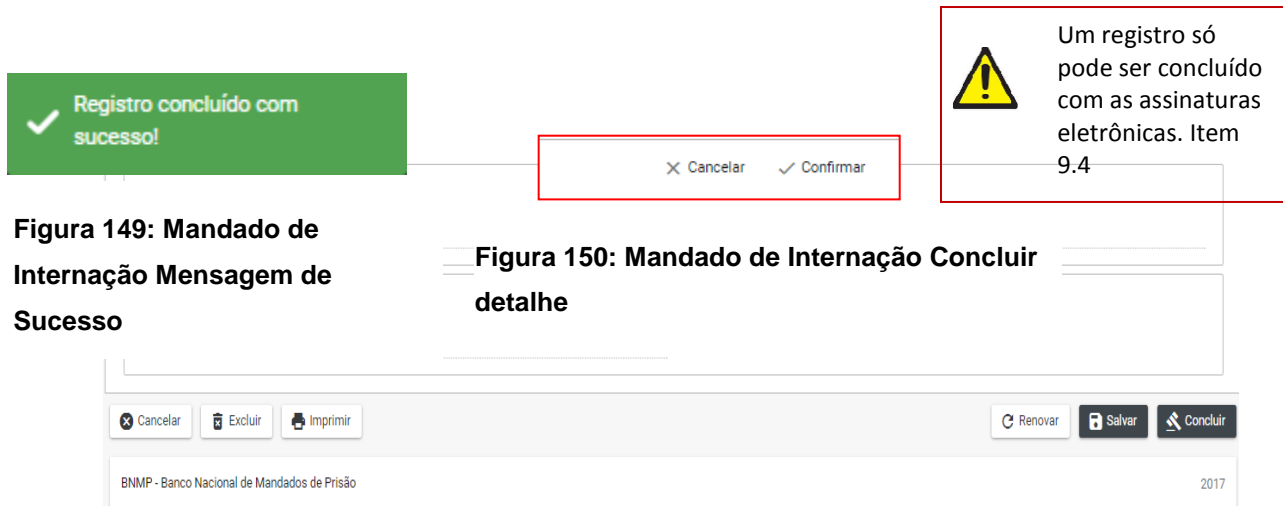 Um registro só
pode ser concluído
com as assinaturas
eletrônicas. Item
9.4
Registro concluído com
sucesso!
Cancelar Confirmar
Figura 149: Mandado de
Internação Mensagem de
Sucesso
Figura 150: Mandado de Internação Concluir
detalhe
Cancelar Excluir Imprimir Renovar Salvar Concluir
BNMP - Banco Nacional de Mandados de Prisão 2017